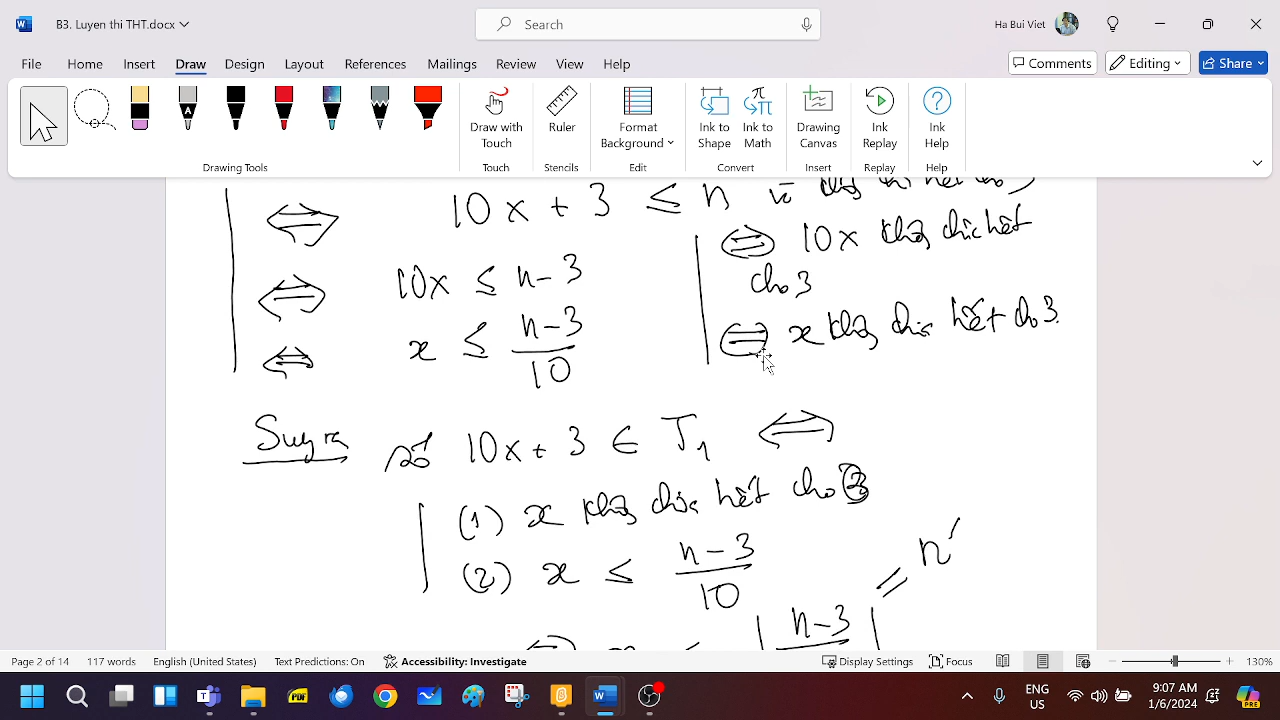 B3. Luyen thi THT.docx
Search
Ha Bui Viet
File Home Insert Draw Design Layout References Mailings Review View Help
Comments Editing Share
Draw with Touch
Ruler
Format Background
Ink to Shape
Ink to Math
Drawing Canvas
Ink Replay
Ink Help
Drawing Tools Touch Stencils Edit Convert Insert Replay Help
⇔ 10x + 3 ≤ n
⇔ 10x không chia hết
cho 3
⇔ 10x ≤ n-3
⇔ x không chia hết cho 3.
⇔ x ≤ (n-3)/10
Suy ra số 10x + 3 ∈ T₁ ⇔
(1) x không chia hết cho 3
(2) x ≤ (n-3)/10
= n'
n-3
Page 2 of 14 117 words English (United States) Text Predictions: On Accessibility: Investigate Display Settings Focus 130%
ENG
US
9:07 AM
1/6/2024